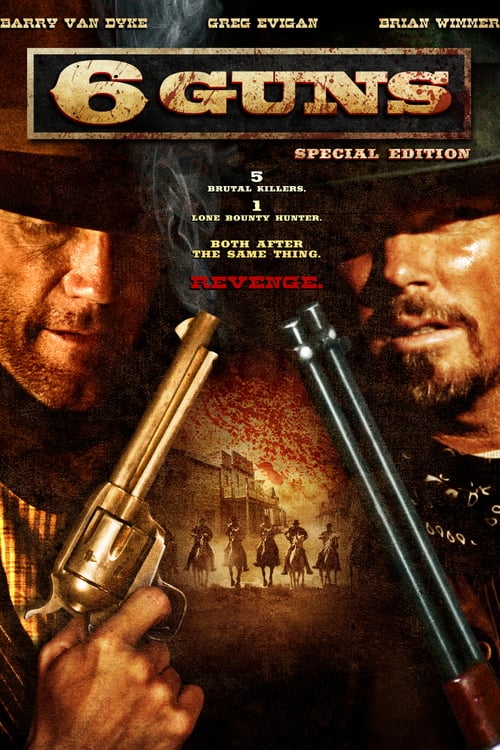 BARRY VAN DYKE GREG EVIGAN BRIAN WIMMER
6 GUNS
SPECIAL EDITION
5
BRUTAL KILLERS.
1
LONE BOUNTY HUNTER.
BOTH AFTER
THE SAME THING.
REVENGE.